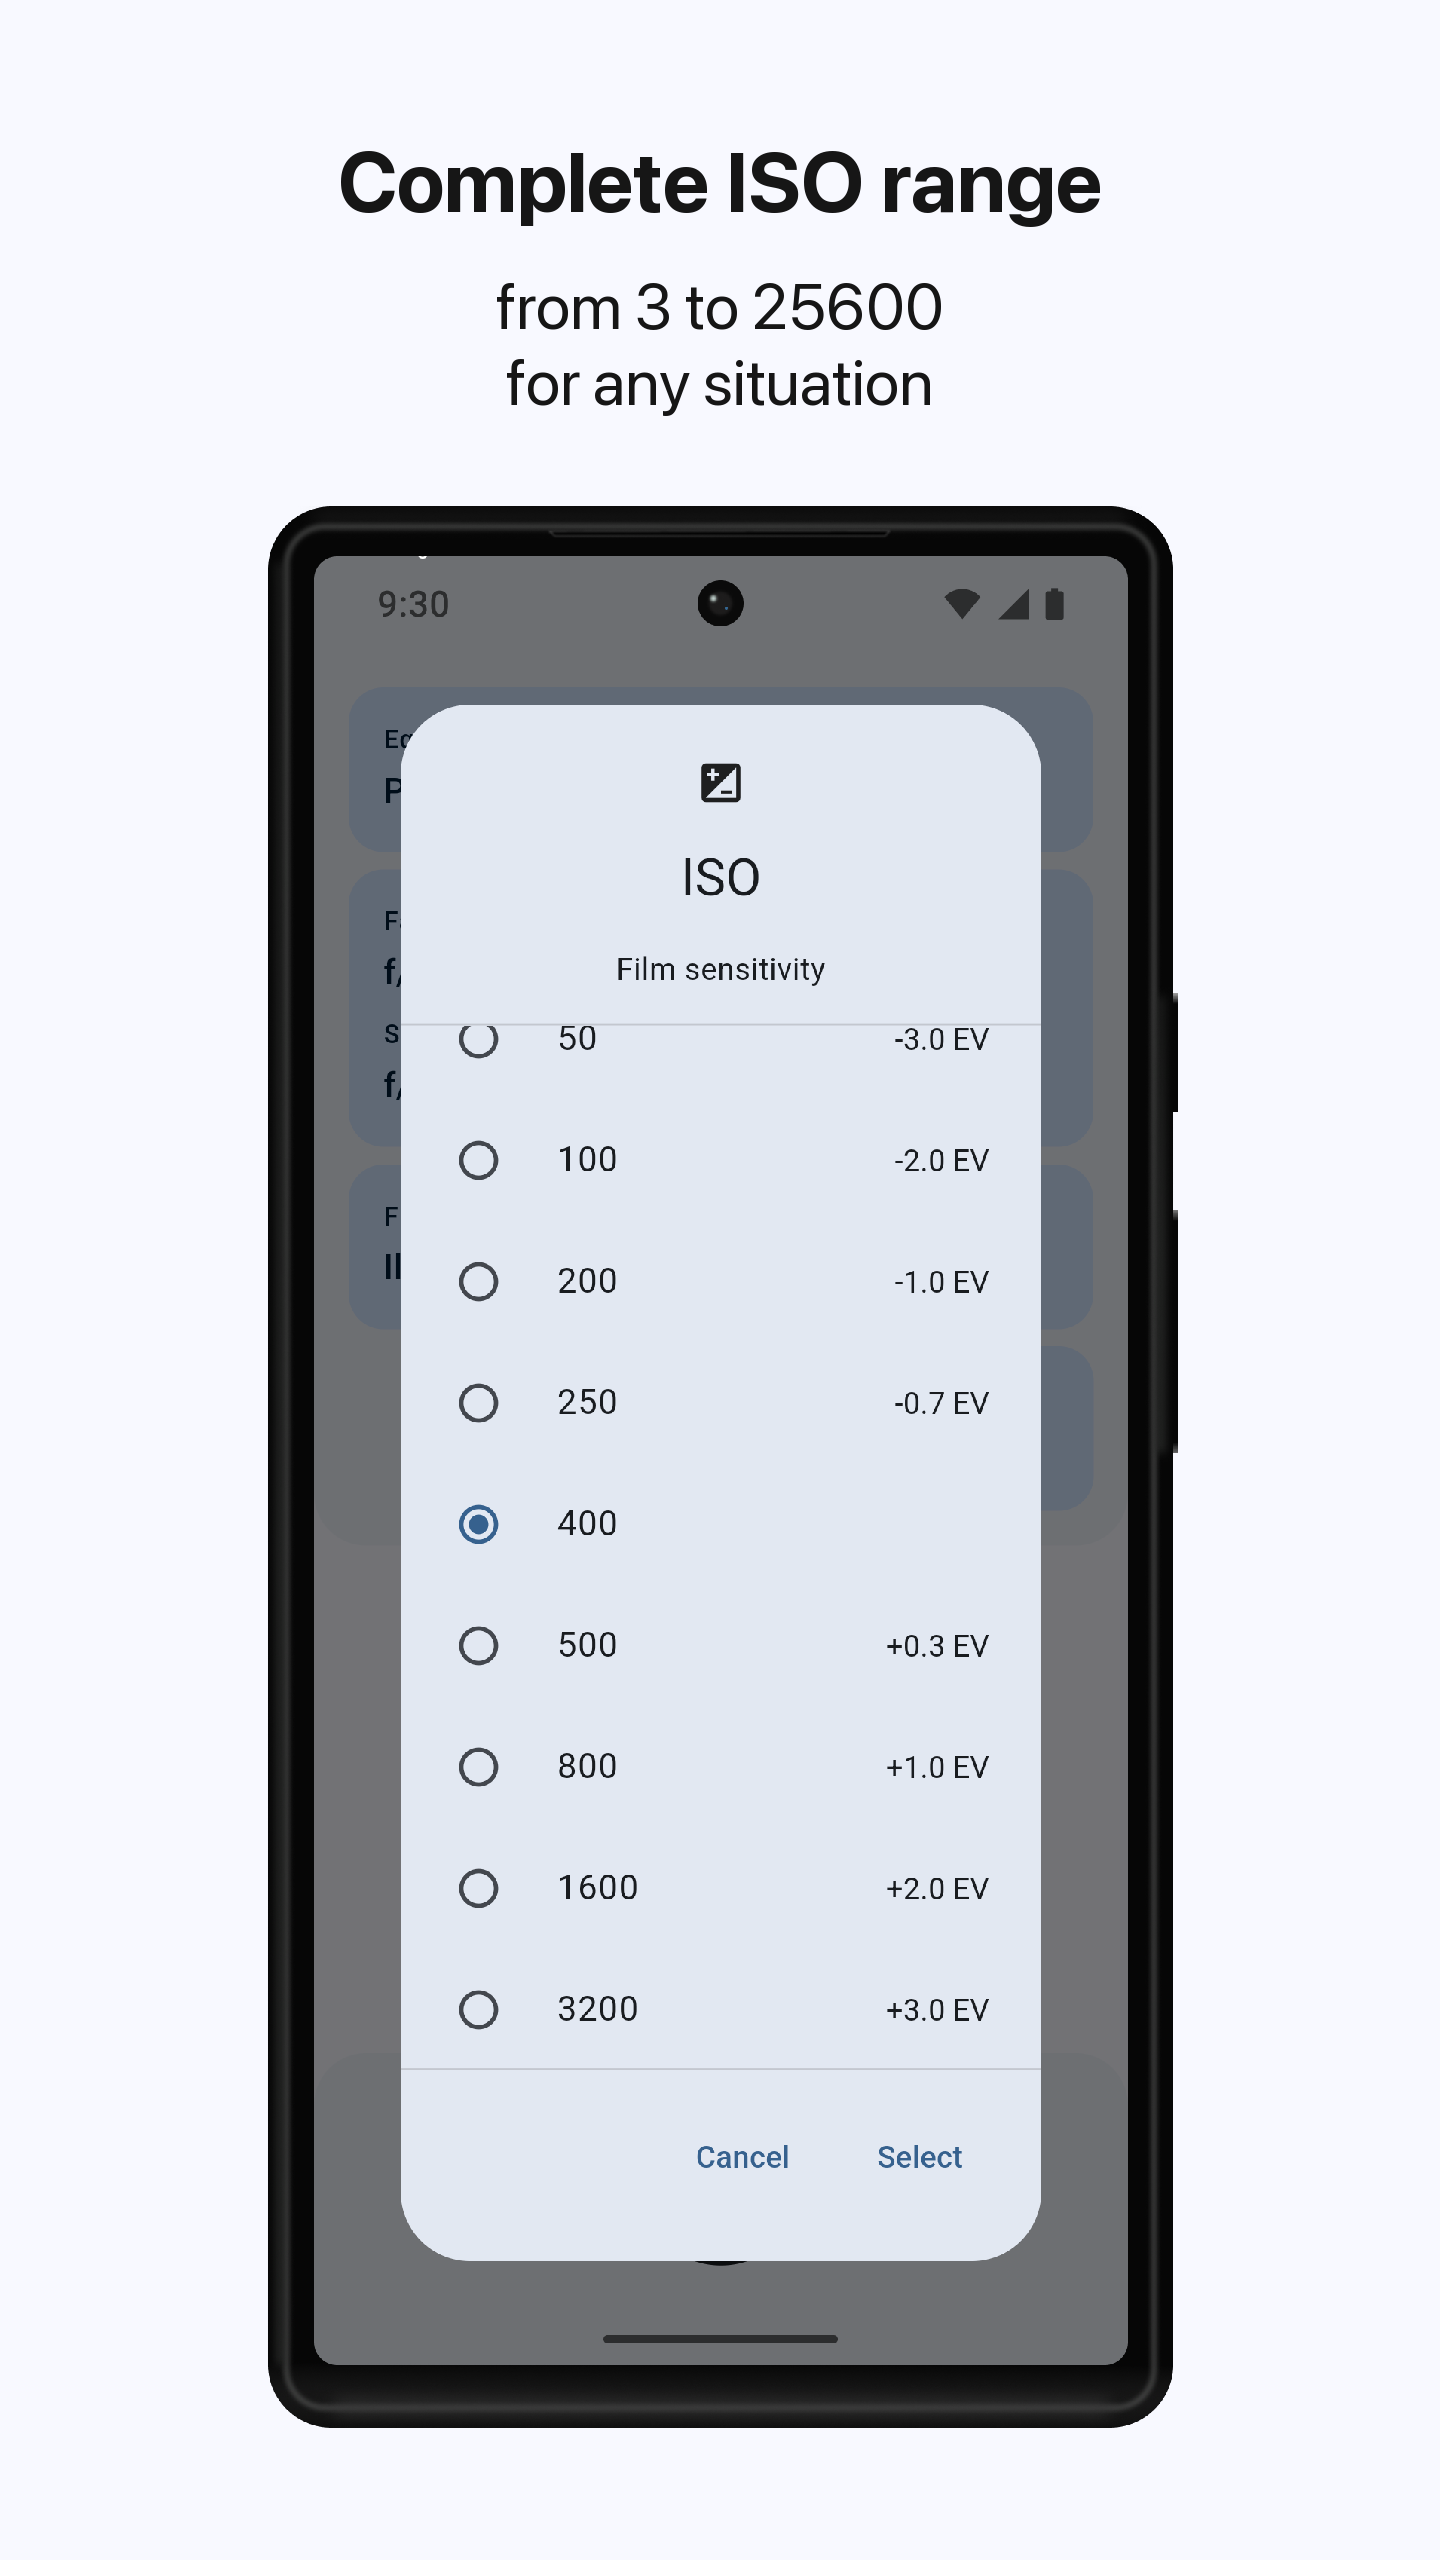 Complete ISO range
from 3 to 25600
for any situation
9:30
ISO
Film sensitivity
50 -3.0 EV
100 -2.0 EV
200 -1.0 EV
250 -0.7 EV
400
500 +0.3 EV
800 +1.0 EV
1600 +2.0 EV
3200 +3.0 EV
Cancel Select